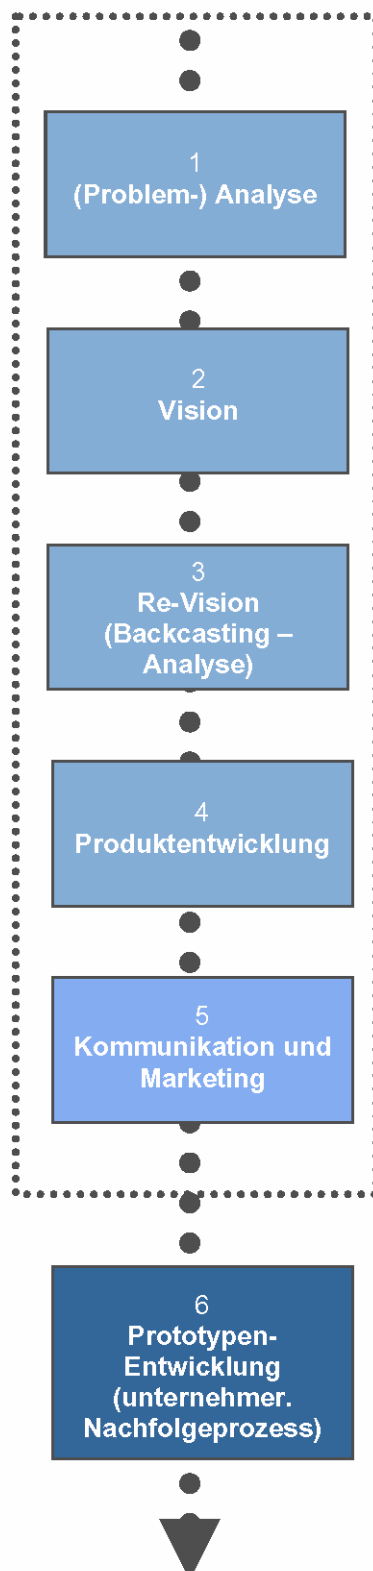 1
(Problem-) Analyse
2
Vision
3
Re-Vision
(Backcasting –
Analyse)
4
Produktentwicklung
5
Kommunikation und
Marketing
6
Prototypen-
Entwicklung
(unternehmer.
Nachfolgeprozess)